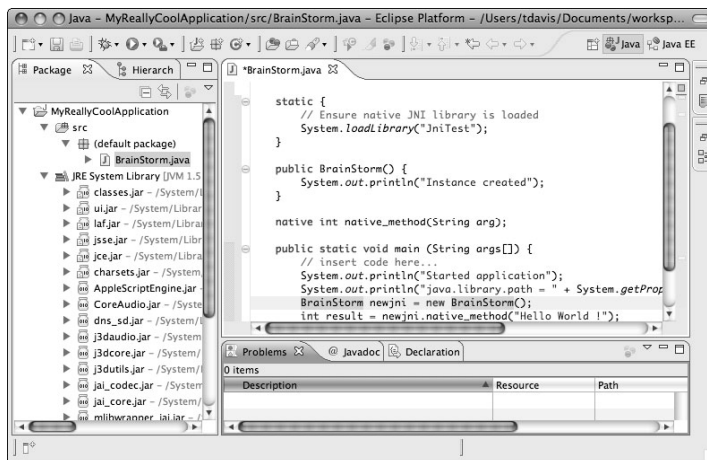 Java – MyReallyCoolApplication/src/BrainStorm.java – Eclipse Platform – /Users/tdavis/Documents/worksp...
Java Java EE
Package Hierarch
MyReallyCoolApplication
src
(default package)
BrainStorm.java
JRE System Library [JVM 1.5
classes.jar – /System/L
ui.jar – /System/Librar
laf.jar – /System/Librar
jsse.jar – /System/Libr
jce.jar – /System/Librar
charsets.jar – /System,
AppleScriptEngine.jar –
CoreAudio.jar – /Syste
dns_sd.jar – /System/l
j3daudio.jar – /System
j3dcore.jar – /System/
j3dutils.jar – /System/l
jai_codec.jar – /System
jai_core.jar – /System/
mlibwrapper_jai.jar – /
*BrainStorm.java
static {
// Ensure native JNI library is loaded
System.loadLibrary("JniTest");
}
public BrainStorm() {
System.out.println("Instance created");
}
native int native_method(String arg);
public static void main (String args[]) {
// insert code here...
System.out.println("Started application");
System.out.println("java.library.path = " + System.getProp
BrainStorm newjni = new BrainStorm();
int result = newjni.native_method("Hello World !");
Problems @ Javadoc Declaration
0 items
Description Resource Path